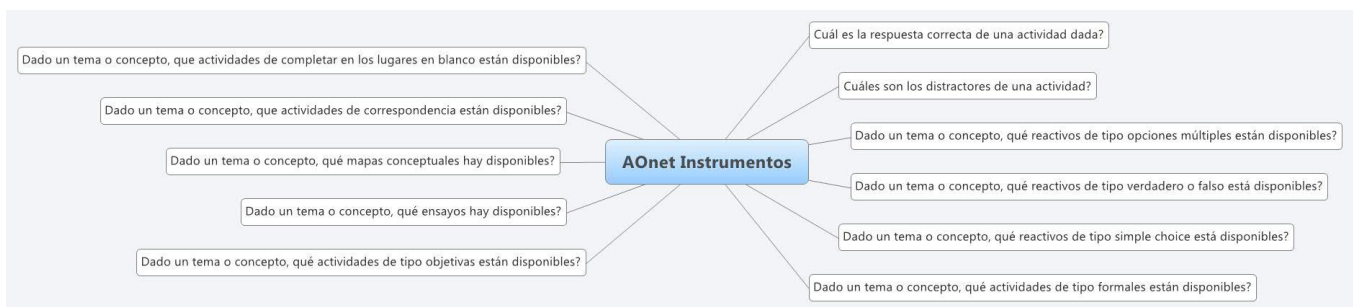 Dado un tema o concepto, que actividades de completar en los lugares en blanco están disponibles?
Dado un tema o concepto, que actividades de correspondencia están disponibles?
Dado un tema o concepto, qué mapas conceptuales hay disponibles?
Dado un tema o concepto, qué ensayos hay disponibles?
Dado un tema o concepto, qué actividades de tipo objetivas están disponibles?
AOnet Instrumentos
Cuál es la respuesta correcta de una actividad dada?
Cuáles son los distractores de una actividad?
Dado un tema o concepto, qué reactivos de tipo opciones múltiples están disponibles?
Dado un tema o concepto, qué reactivos de tipo verdadero o falso está disponibles?
Dado un tema o concepto, qué reactivos de tipo simple choice está disponibles?
Dado un tema o concepto, qué actividades de tipo formales están disponibles?